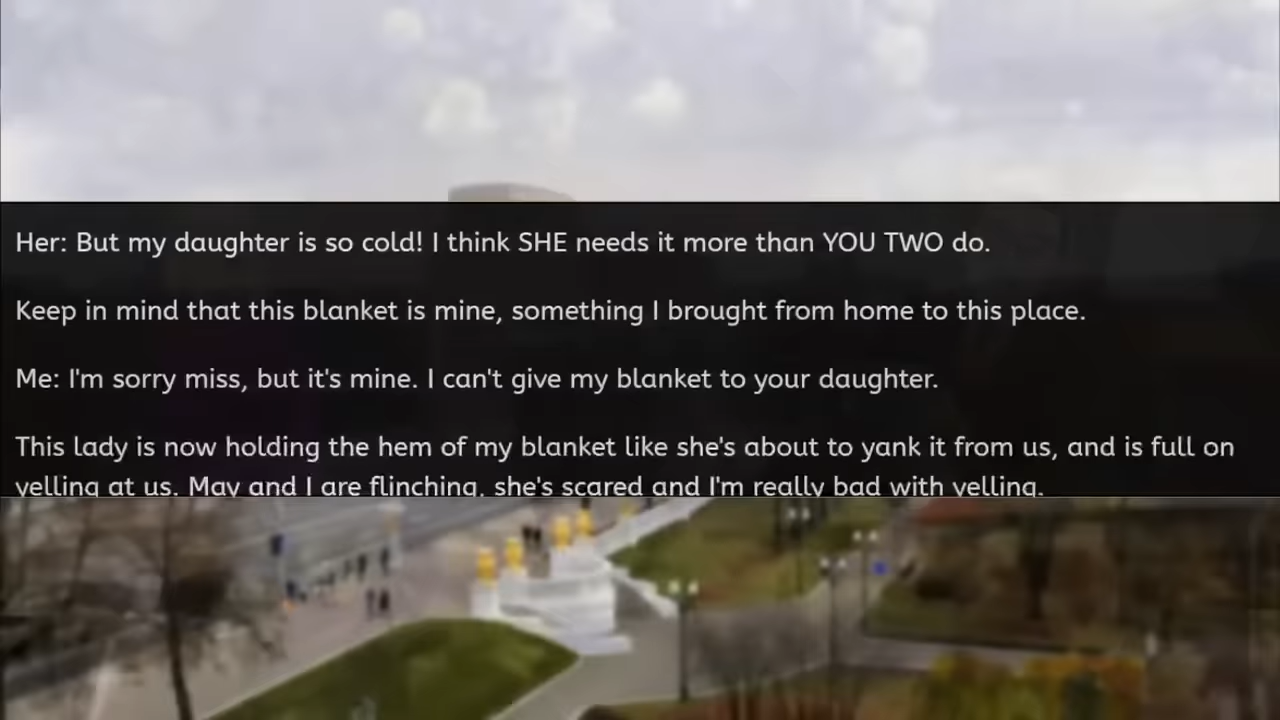 Her: But my daughter is so cold! I think SHE needs it more than YOU TWO do.
Keep in mind that this blanket is mine, something I brought from home to this place.
Me: I'm sorry miss, but it's mine. I can't give my blanket to your daughter.
This lady is now holding the hem of my blanket like she's about to yank it from us, and is full on
yelling at us. May and I are flinching, she's scared and I'm really bad with yelling.